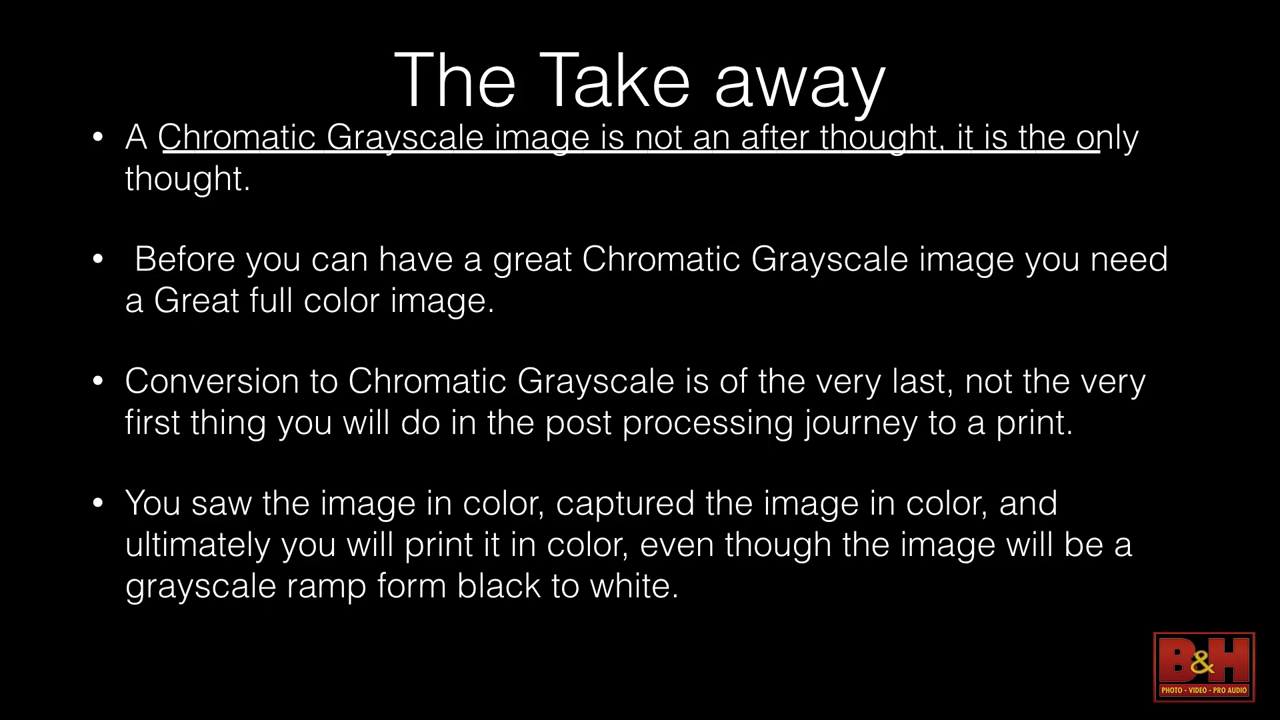 The Take away
• A Chromatic Grayscale image is not an after thought, it is the only
thought.
• Before you can have a great Chromatic Grayscale image you need
a Great full color image.
• Conversion to Chromatic Grayscale is of the very last, not the very
first thing you will do in the post processing journey to a print.
• You saw the image in color, captured the image in color, and
ultimately you will print it in color, even though the image will be a
grayscale ramp form black to white.
B&H
PHOTO - VIDEO - PRO AUDIO